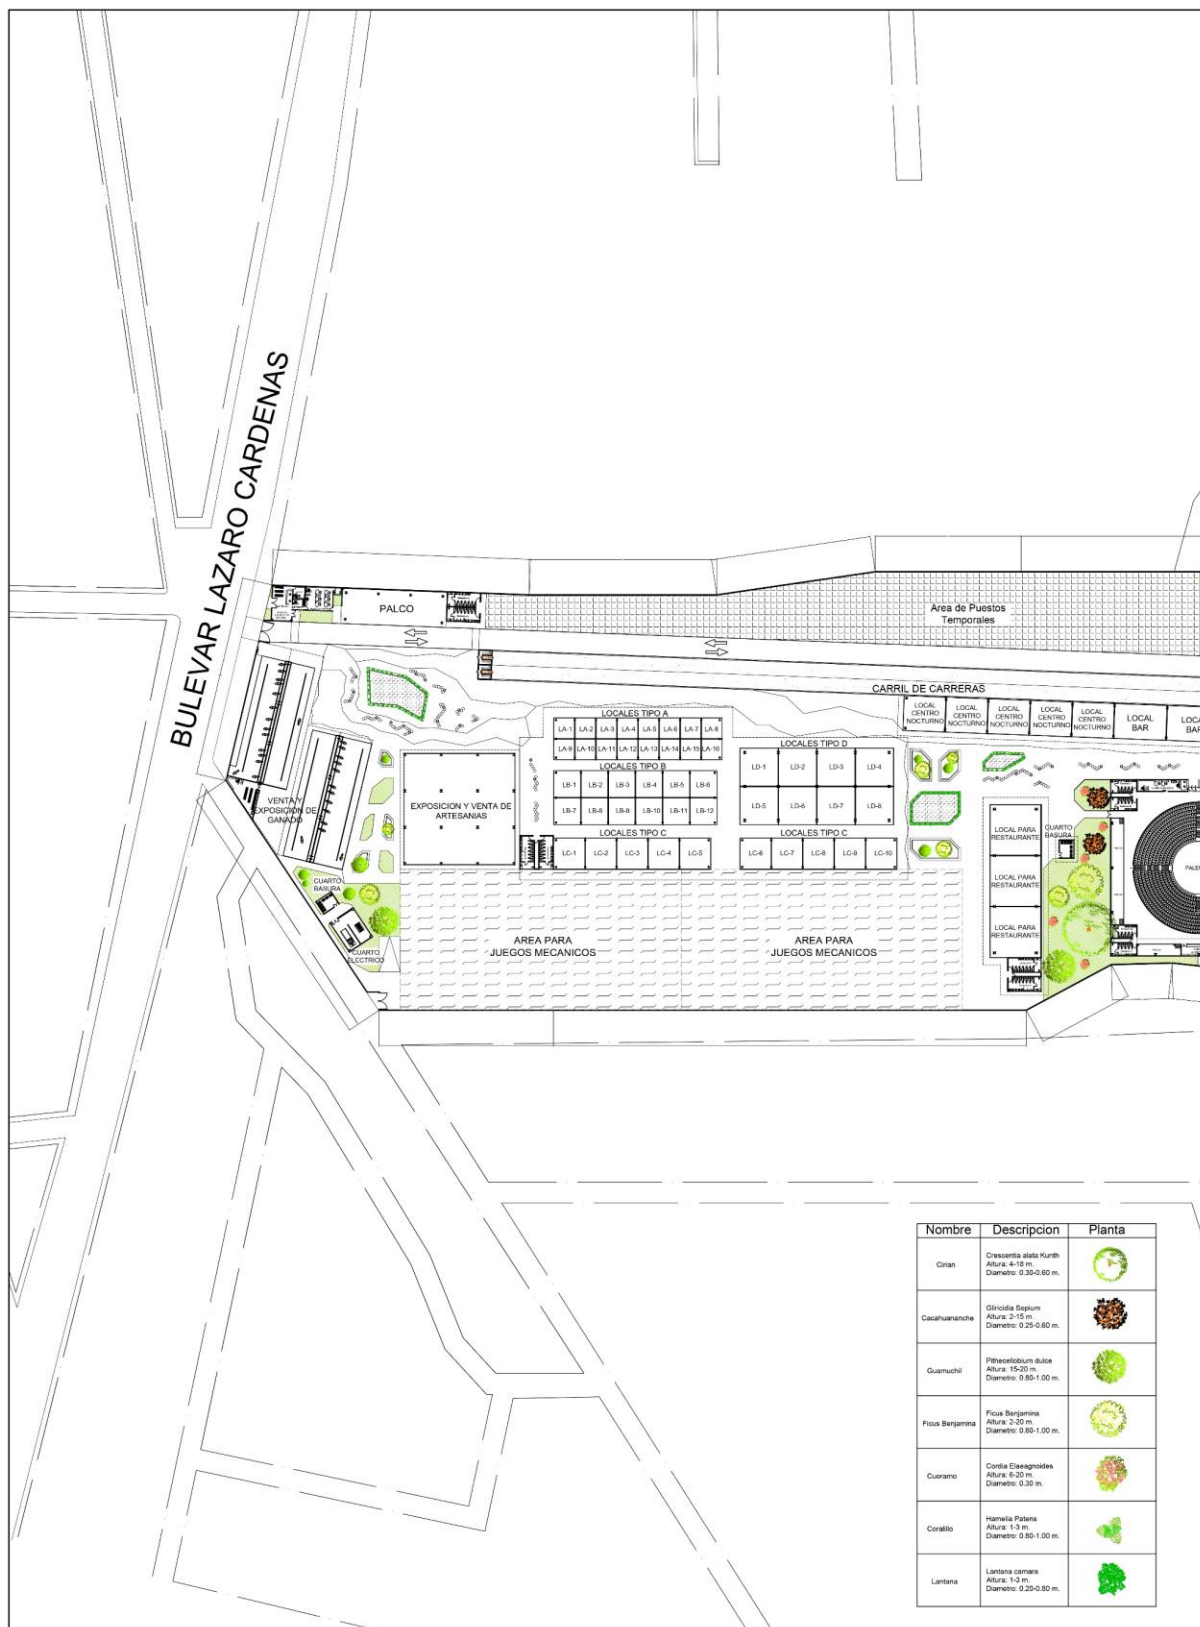 BULEVAR LAZARO CARDENAS
PALCO
Area de Puestos
Temporales
CARRIL DE CARRERAS
LOCAL
CENTRO
NOCTURNO
LOCAL
CENTRO
NOCTURNO
LOCAL
CENTRO
NOCTURNO
LOCAL
CENTRO
NOCTURNO
LOCAL
CENTRO
NOCTURNO
LOCAL
BAR
LOCA
BAR
LOCALES TIPO A
LA-1 LA-2 LA-3 LA-4 LA-5 LA-6 LA-7 LA-8
LA-9 LA-10 LA-11 LA-12 LA-13 LA-14 LA-15 LA-16
LOCALES TIPO B
LB-1 LB-2 LB-3 LB-4 LB-5 LB-6
LB-7 LB-8 LB-9 LB-10 LB-11 LB-12
LOCALES TIPO C
LC-1 LC-2 LC-3 LC-4 LC-5
LOCALES TIPO D
LD-1 LD-2 LD-3 LD-4
LD-5 LD-6 LD-7 LD-8
LOCALES TIPO C
LC-6 LC-7 LC-8 LC-9 LC-10
VENTA Y
EXPOSICION DE
GANADO
EXPOSICION Y VENTA DE
ARTESANIAS
CUARTO
BASURA
CUARTO
ELECTRICO
AREA PARA
JUEGOS MECANICOS
AREA PARA
JUEGOS MECANICOS
LOCAL PARA
RESTAURANTE
LOCAL PARA
RESTAURANTE
LOCAL PARA
RESTAURANTE
CUARTO
BASURA
PALE
Nombre Descripcion Planta
Cirian
Crescentia alata Kunth
Altura: 4-18 m.
Diametro: 0.30-0.60 m.
Cacahuananche
Gliricidia Sepium
Altura: 2-15 m.
Diametro: 0.25-0.60 m.
Guamuchil
Pithecellobium dulce
Altura: 15-20 m.
Diametro: 0.80-1.00 m.
Ficus Benjamina
Ficus Benjamina
Altura: 2-20 m.
Diametro: 0.80-1.00 m.
Cueramo
Cordia Elaeagnoides
Altura: 6-20 m.
Diametro: 0.30 m.
Coralillo
Hamelia Patens
Altura: 1-3 m.
Diametro: 0.80-1.00 m.
Lantana
Lantana camara
Altura: 1-3 m.
Diametro: 0.20-0.80 m.